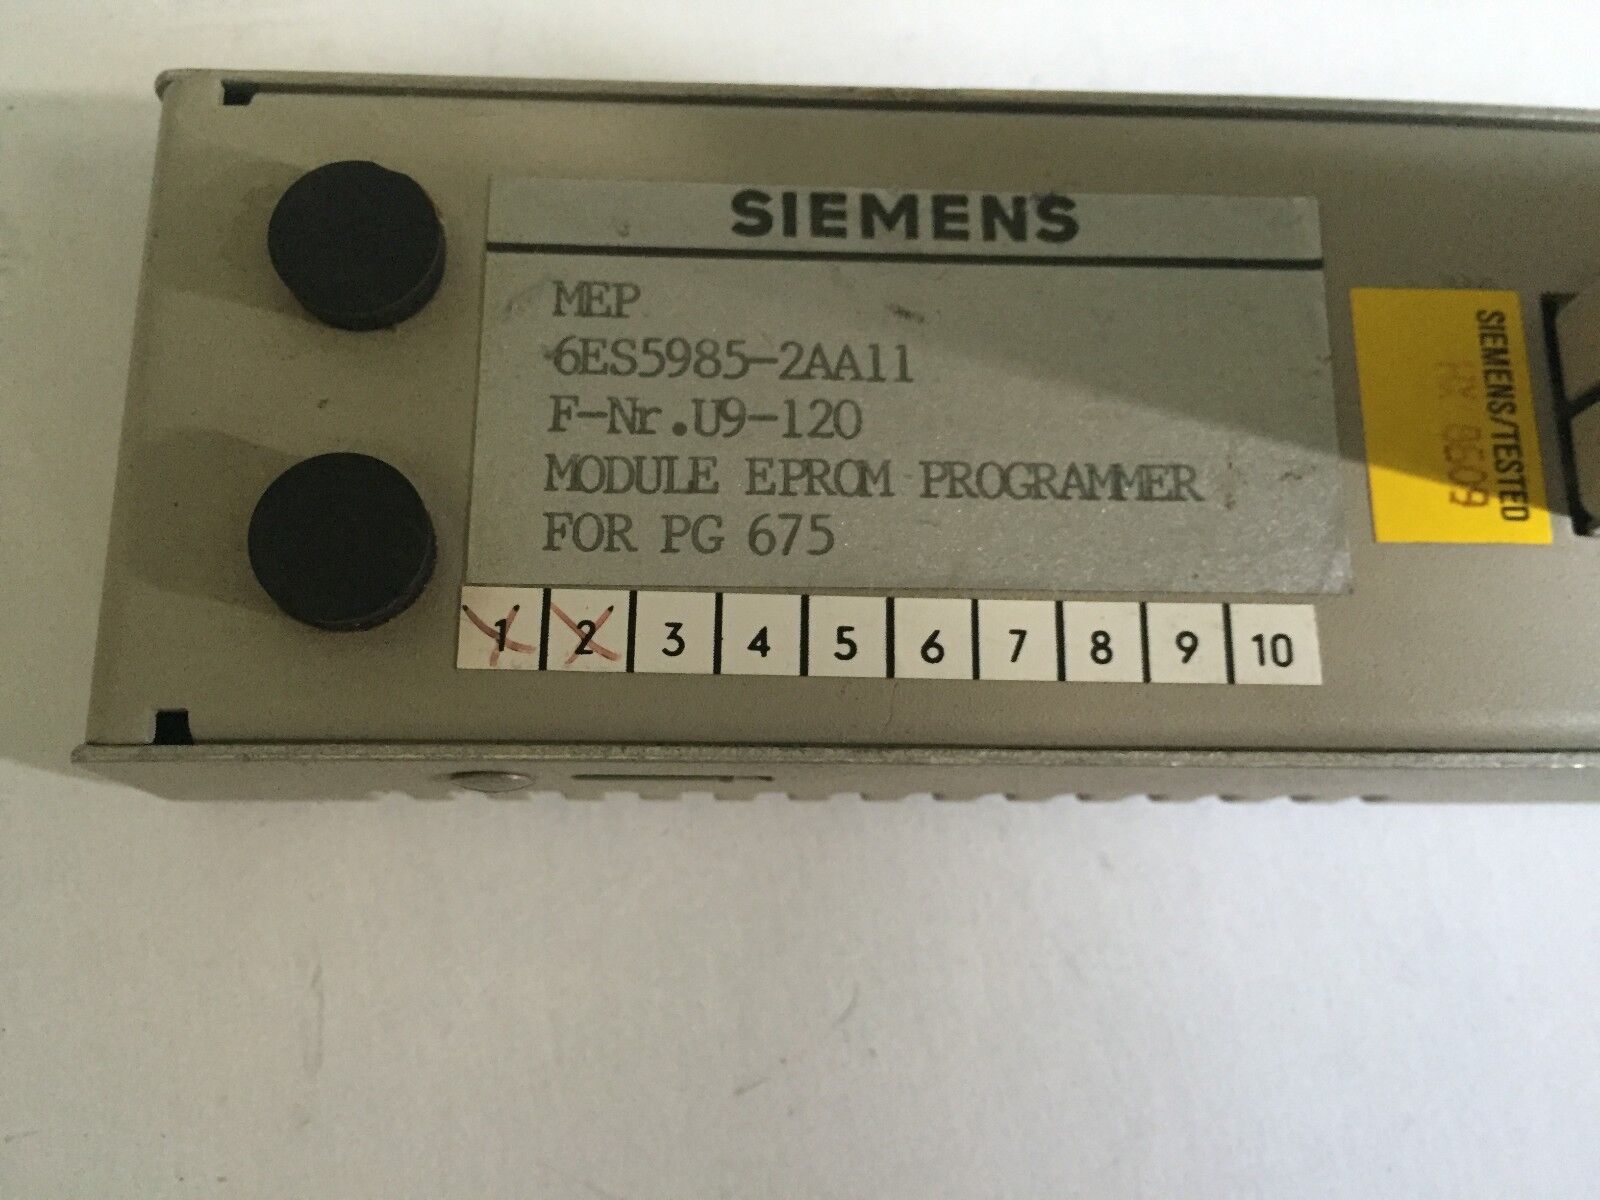 SIEMENS
MEP
6ES5985-2AA11
F-Nr.U9-120
MODULE EPROM PROGRAMMER
FOR PG 675
1 2 3 4 5 6 7 8 9 10
SIEMENS/TESTED
8509